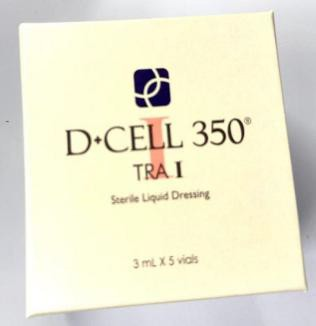 D+CELL 350®
I
TRA I
Sterile Liquid Dressing
3 mL X 5 vials